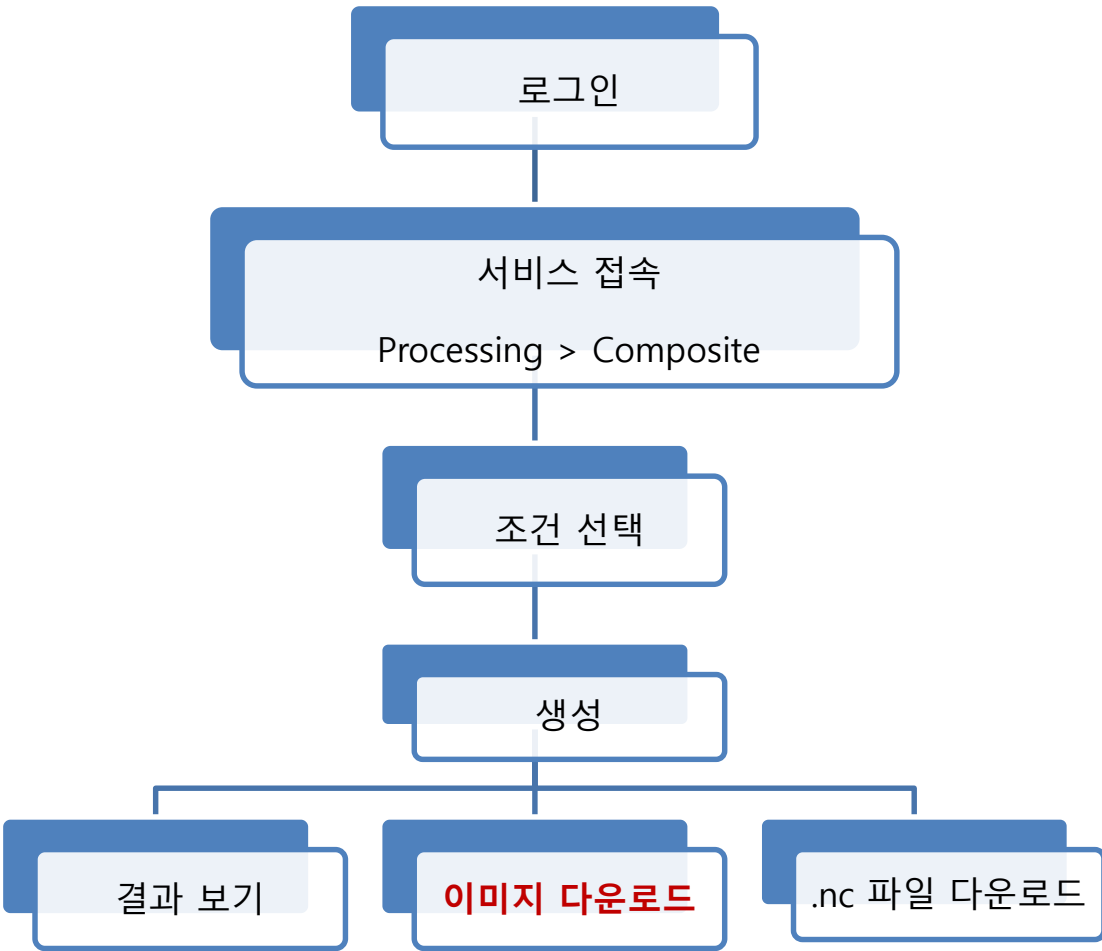 로그인
서비스 접속
Processing > Composite
조건 선택
생성
결과 보기
이미지 다운로드
.nc 파일 다운로드